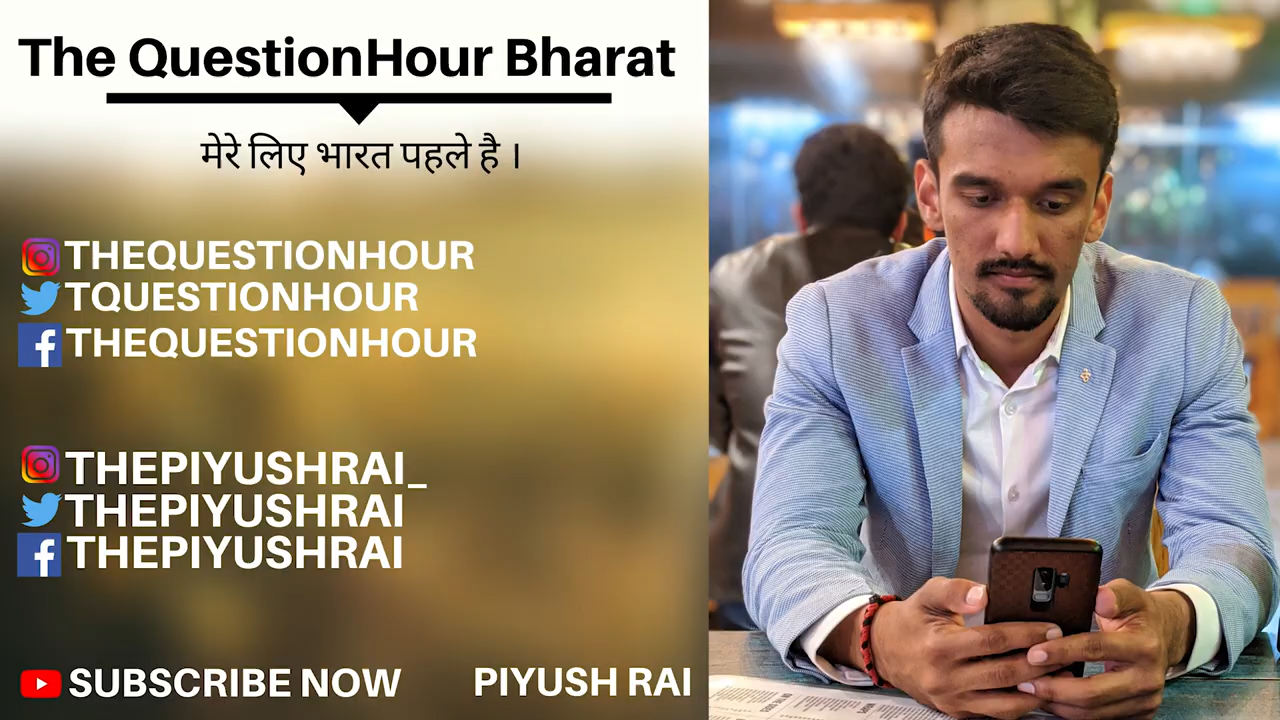 The QuestionHour Bharat
मेरे लिए भारत पहले है ।
THEQUESTIONHOUR
TQUESTIONHOUR
THEQUESTIONHOUR
THEPIYUSHRAI_
THEPIYUSHRAI
THEPIYUSHRAI
SUBSCRIBE NOW
PIYUSH RAI